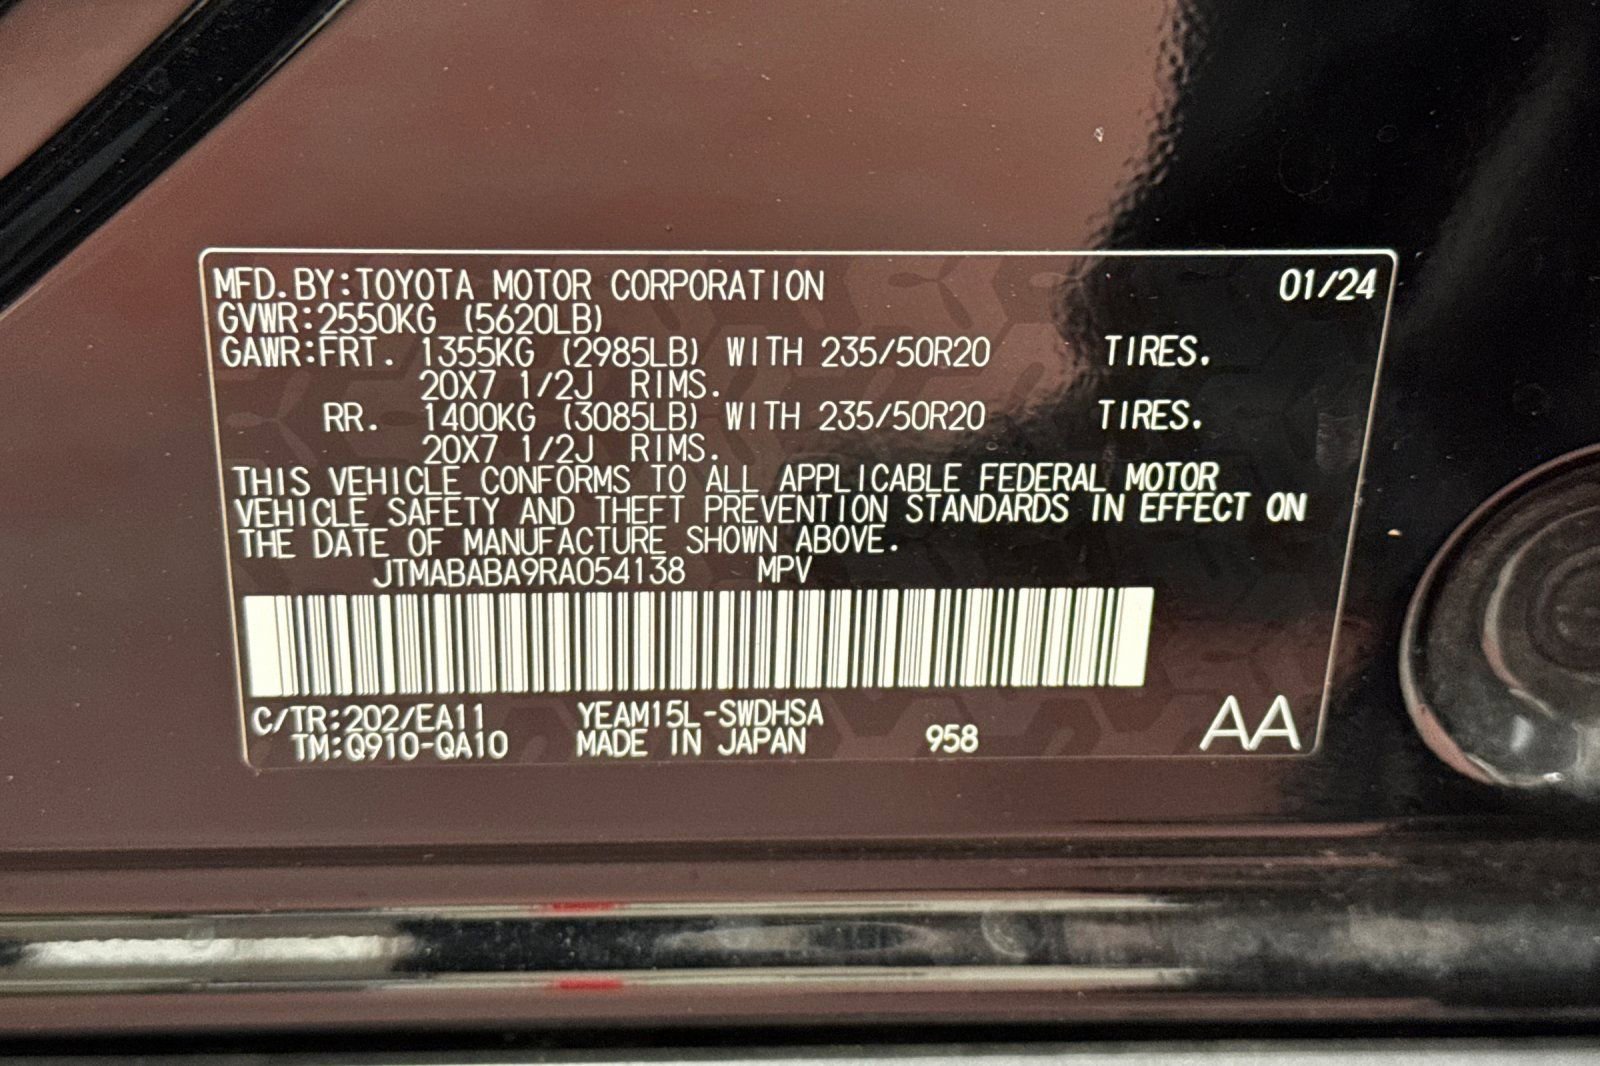 MFD.BY:TOYOTA MOTOR CORPORATION 01/24
GVWR:2550KG (5620LB)
GAWR:FRT. 1355KG (2985LB) WITH 235/50R20 TIRES.
20X7 1/2J RIMS.
RR. 1400KG (3085LB) WITH 235/50R20 TIRES.
20X7 1/2J RIMS.
THIS VEHICLE CONFORMS TO ALL APPLICABLE FEDERAL MOTOR
VEHICLE SAFETY AND THEFT PREVENTION STANDARDS IN EFFECT ON
THE DATE OF MANUFACTURE SHOWN ABOVE.
JTMABABA9RA054138 MPV
C/TR:202/EA11 YEAM15L-SWDHSA
TM:Q910-QA10 MADE IN JAPAN 958 AA